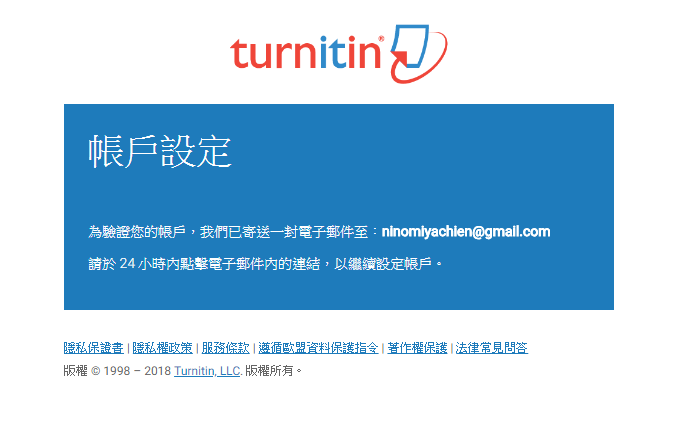 turnitin®
帳戶設定
為驗證您的帳戶，我們已寄送一封電子郵件至：ninomiyachien@gmail.com
請於 24 小時內點擊電子郵件內的連結，以繼續設定帳戶。
隱私保證書 | 隱私權政策 | 服務條款 | 遵循歐盟資料保護指令 | 著作權保護 | 法律常見問答
版權 © 1998 – 2018 Turnitin, LLC. 版權所有。